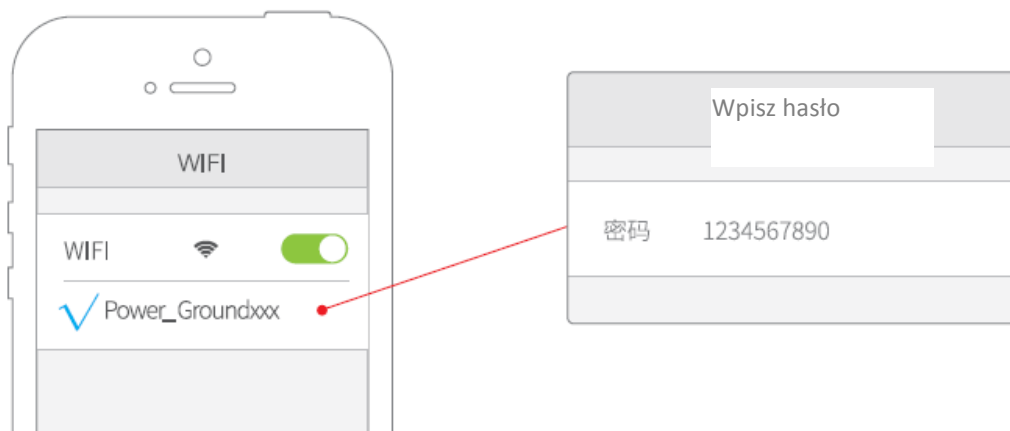 WIFI
WIFI
Power_Groundxxx
Wpisz hasło
密码 1234567890